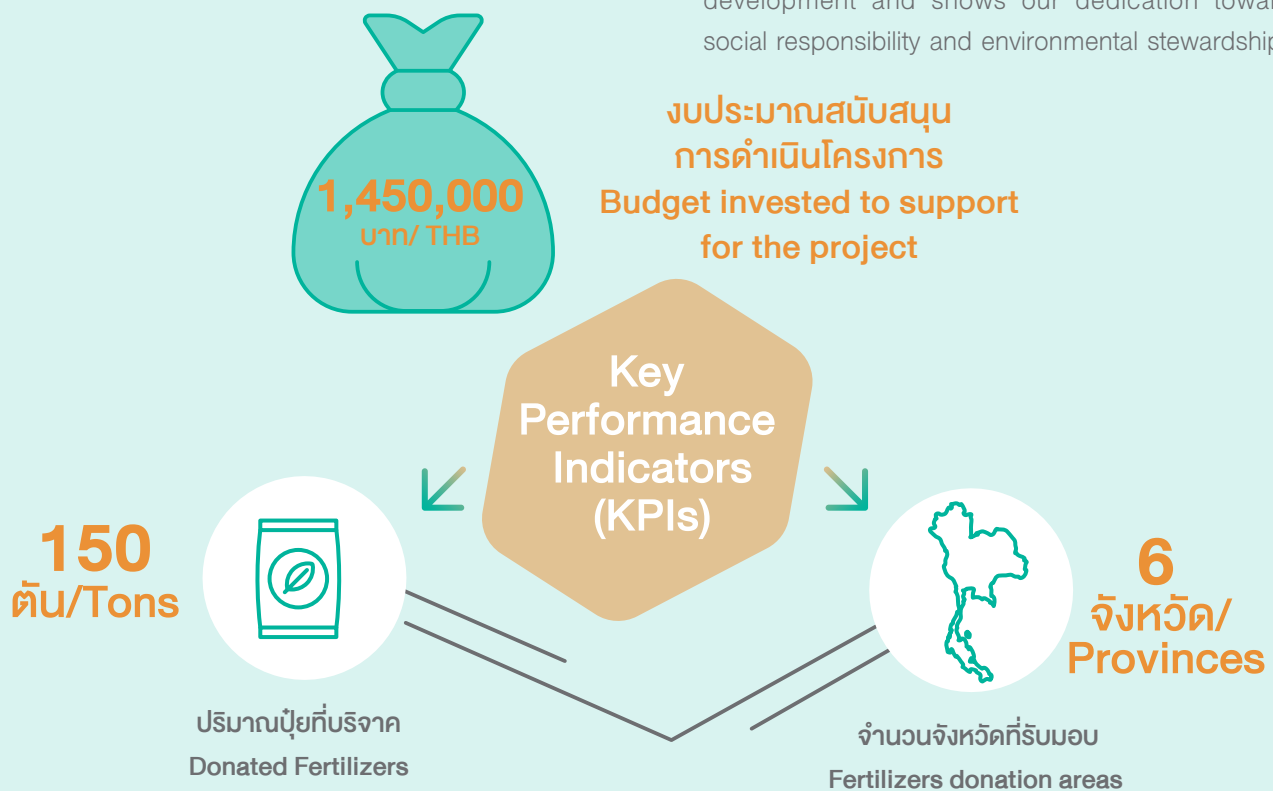 development and shows our dedication towar
social responsibility and environmental stewardship
งบประมาณสนับสนุน
การดำเนินโครงการ
Budget invested to support
for the project
1,450,000
บาท/ THB
Key
Performance
Indicators
(KPIs)
150
ตัน/Tons
6
จังหวัด/
Provinces
ปริมาณปุ๋ยที่บริจาค
Donated Fertilizers
จำนวนจังหวัดที่รับมอบ
Fertilizers donation areas